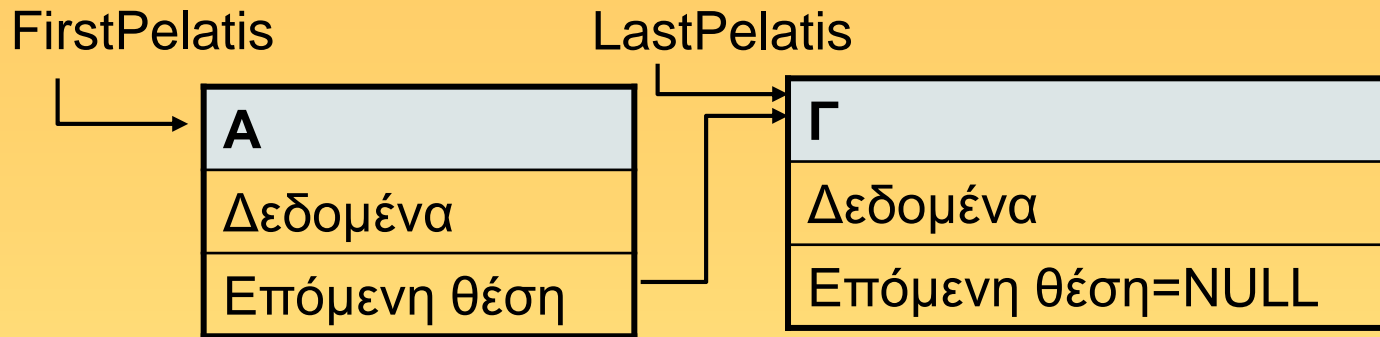 FirstPelatis
LastPelatis
Α
Δεδομένα
Επόμενη θέση
Γ
Δεδομένα
Επόμενη θέση=NULL